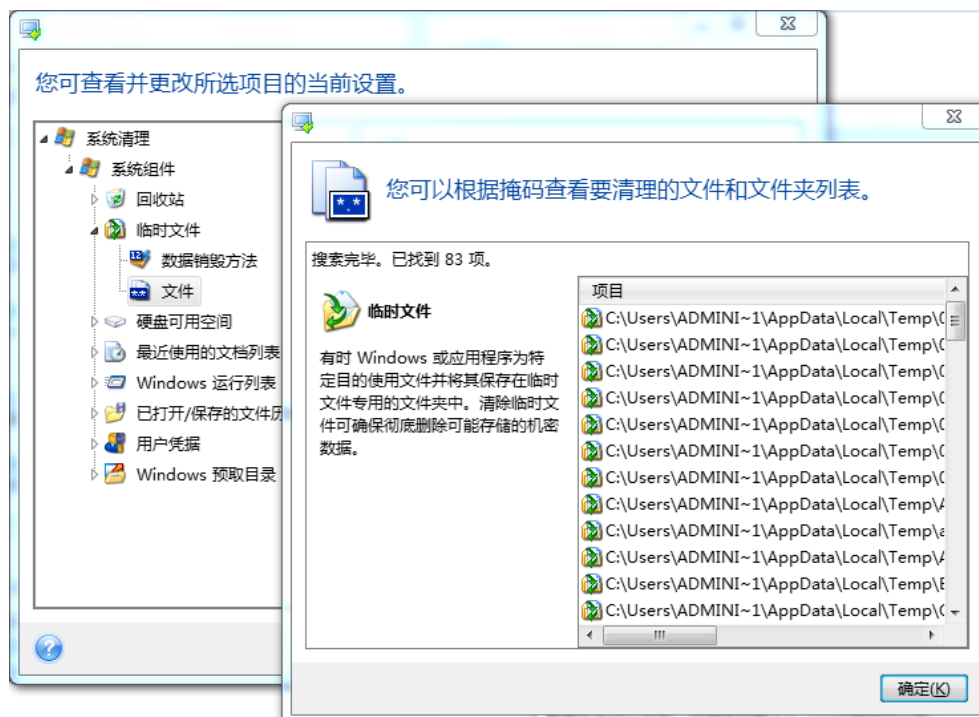 您可查看并更改所选项目的当前设置。
系统清理
系统组件
回收站
临时文件
数据销毁方法
文件
硬盘可用空间
最近使用的文档列表
Windows 运行列表
已打开/保存的文件历
用户凭据
Windows 预取目录
您可以根据掩码查看要清理的文件和文件夹列表。
搜索完毕。已找到 83 项。
临时文件
有时 Windows 或应用程序为特
定目的使用文件并将其保存在临时
文件专用的文件夹中。清除临时文
件可确保彻底删除可能存储的机密
数据。
项目
C:\Users\ADMINI~1\AppData\Local\Temp\
C:\Users\ADMINI~1\AppData\Local\Temp\
C:\Users\ADMINI~1\AppData\Local\Temp\
C:\Users\ADMINI~1\AppData\Local\Temp\
C:\Users\ADMINI~1\AppData\Local\Temp\
C:\Users\ADMINI~1\AppData\Local\Temp\
C:\Users\ADMINI~1\AppData\Local\Temp\
C:\Users\ADMINI~1\AppData\Local\Temp\
C:\Users\ADMINI~1\AppData\Local\Temp\
C:\Users\ADMINI~1\AppData\Local\Temp\
C:\Users\ADMINI~1\AppData\Local\Temp\
C:\Users\ADMINI~1\AppData\Local\Temp\
确定(K)